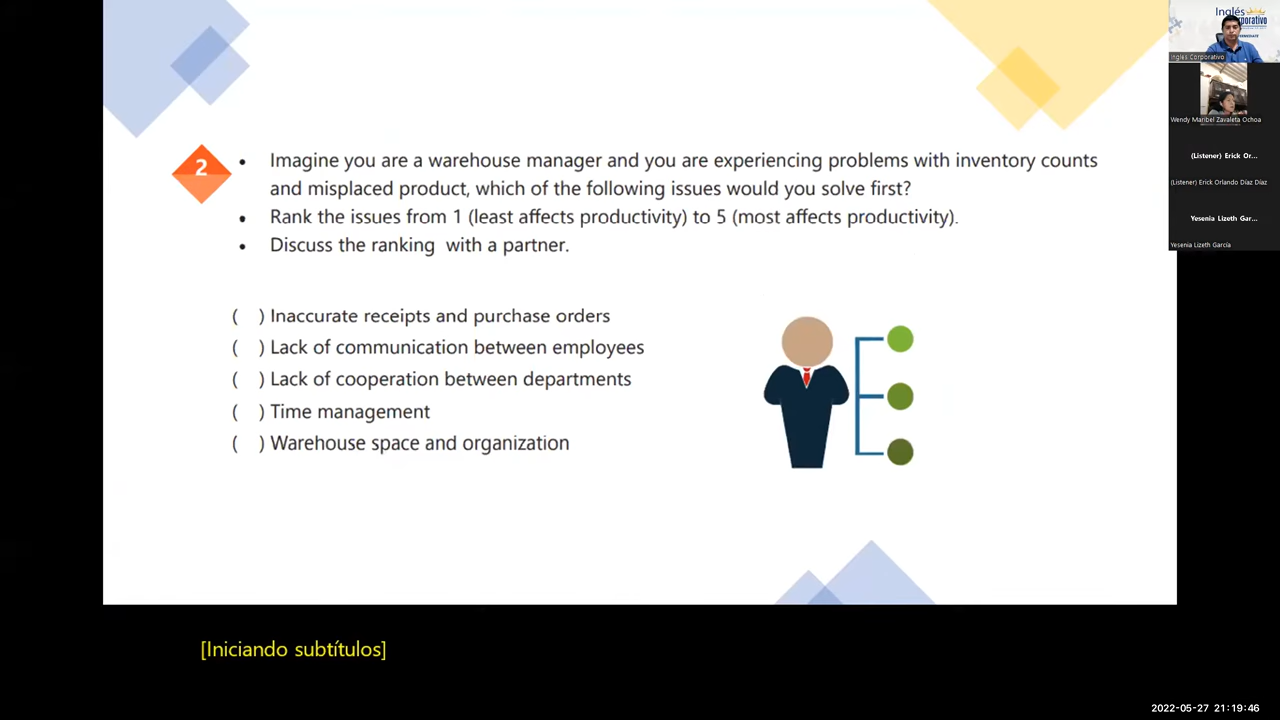 2
• Imagine you are a warehouse manager and you are experiencing problems with inventory counts
and misplaced product, which of the following issues would you solve first?
• Rank the issues from 1 (least affects productivity) to 5 (most affects productivity).
• Discuss the ranking with a partner.
( ) Inaccurate receipts and purchase orders
( ) Lack of communication between employees
( ) Lack of cooperation between departments
( ) Time management
( ) Warehouse space and organization
Inglés
Inglés Corporativo
Wendy Maribel Zavaleta Ochoa
(Listener) Erick Or...
(Listener) Erick Orlando Díaz Díaz
Yesenia Lizeth Gar...
Yesenia Lizeth García
[Iniciando subtítulos]
2022-05-27 21:19:46